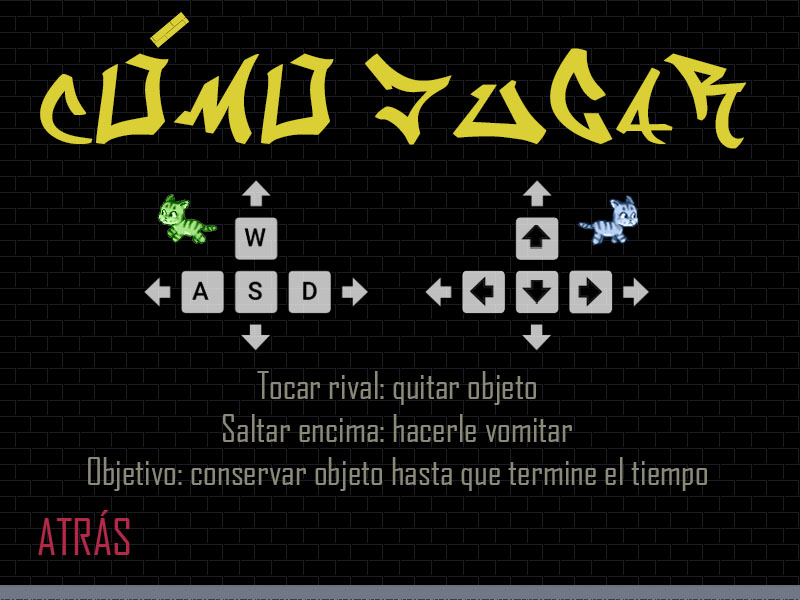 CÓMO JUGAR
W
A S D
Tocar rival: quitar objeto
Saltar encima: hacerle vomitar
Objetivo: conservar objeto hasta que termine el tiempo
ATRÁS